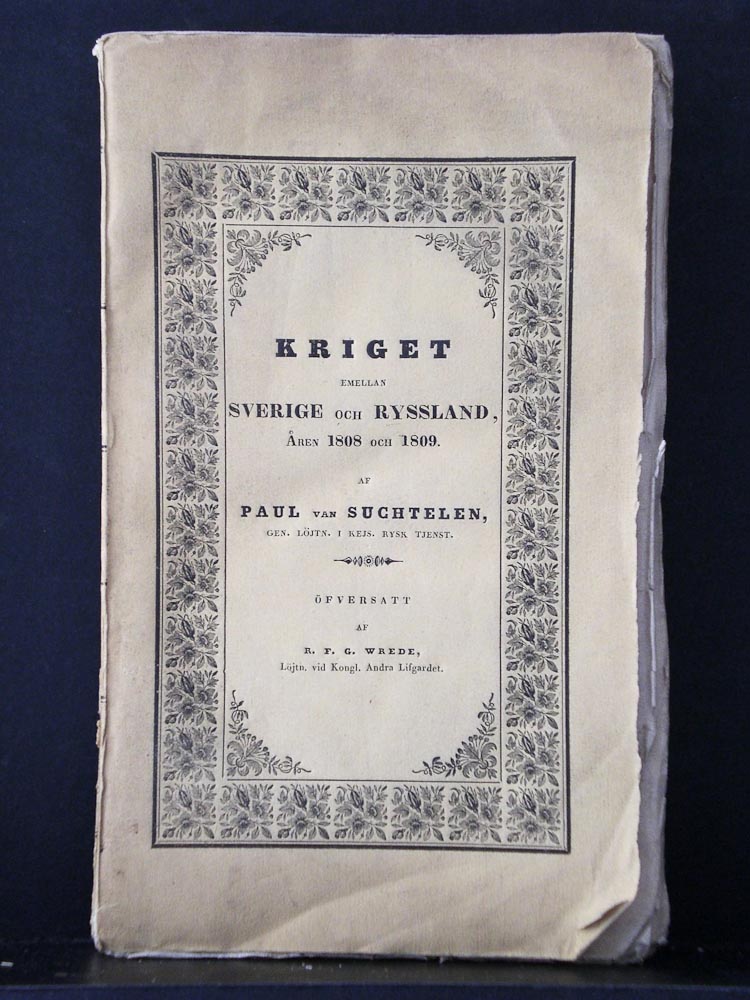 KRIGET
EMELLAN
SVERIGE OCH RYSSLAND,
ÅREN 1808 OCH 1809.
AF
PAUL VAN SUCHTELEN,
GEN. LÖJTN. I KEJS. RYSK TJENST.
ÖFVERSATT
AF
R. F. G. WREDE,
Löjtn. vid Kongl. Andra Lifgardet.